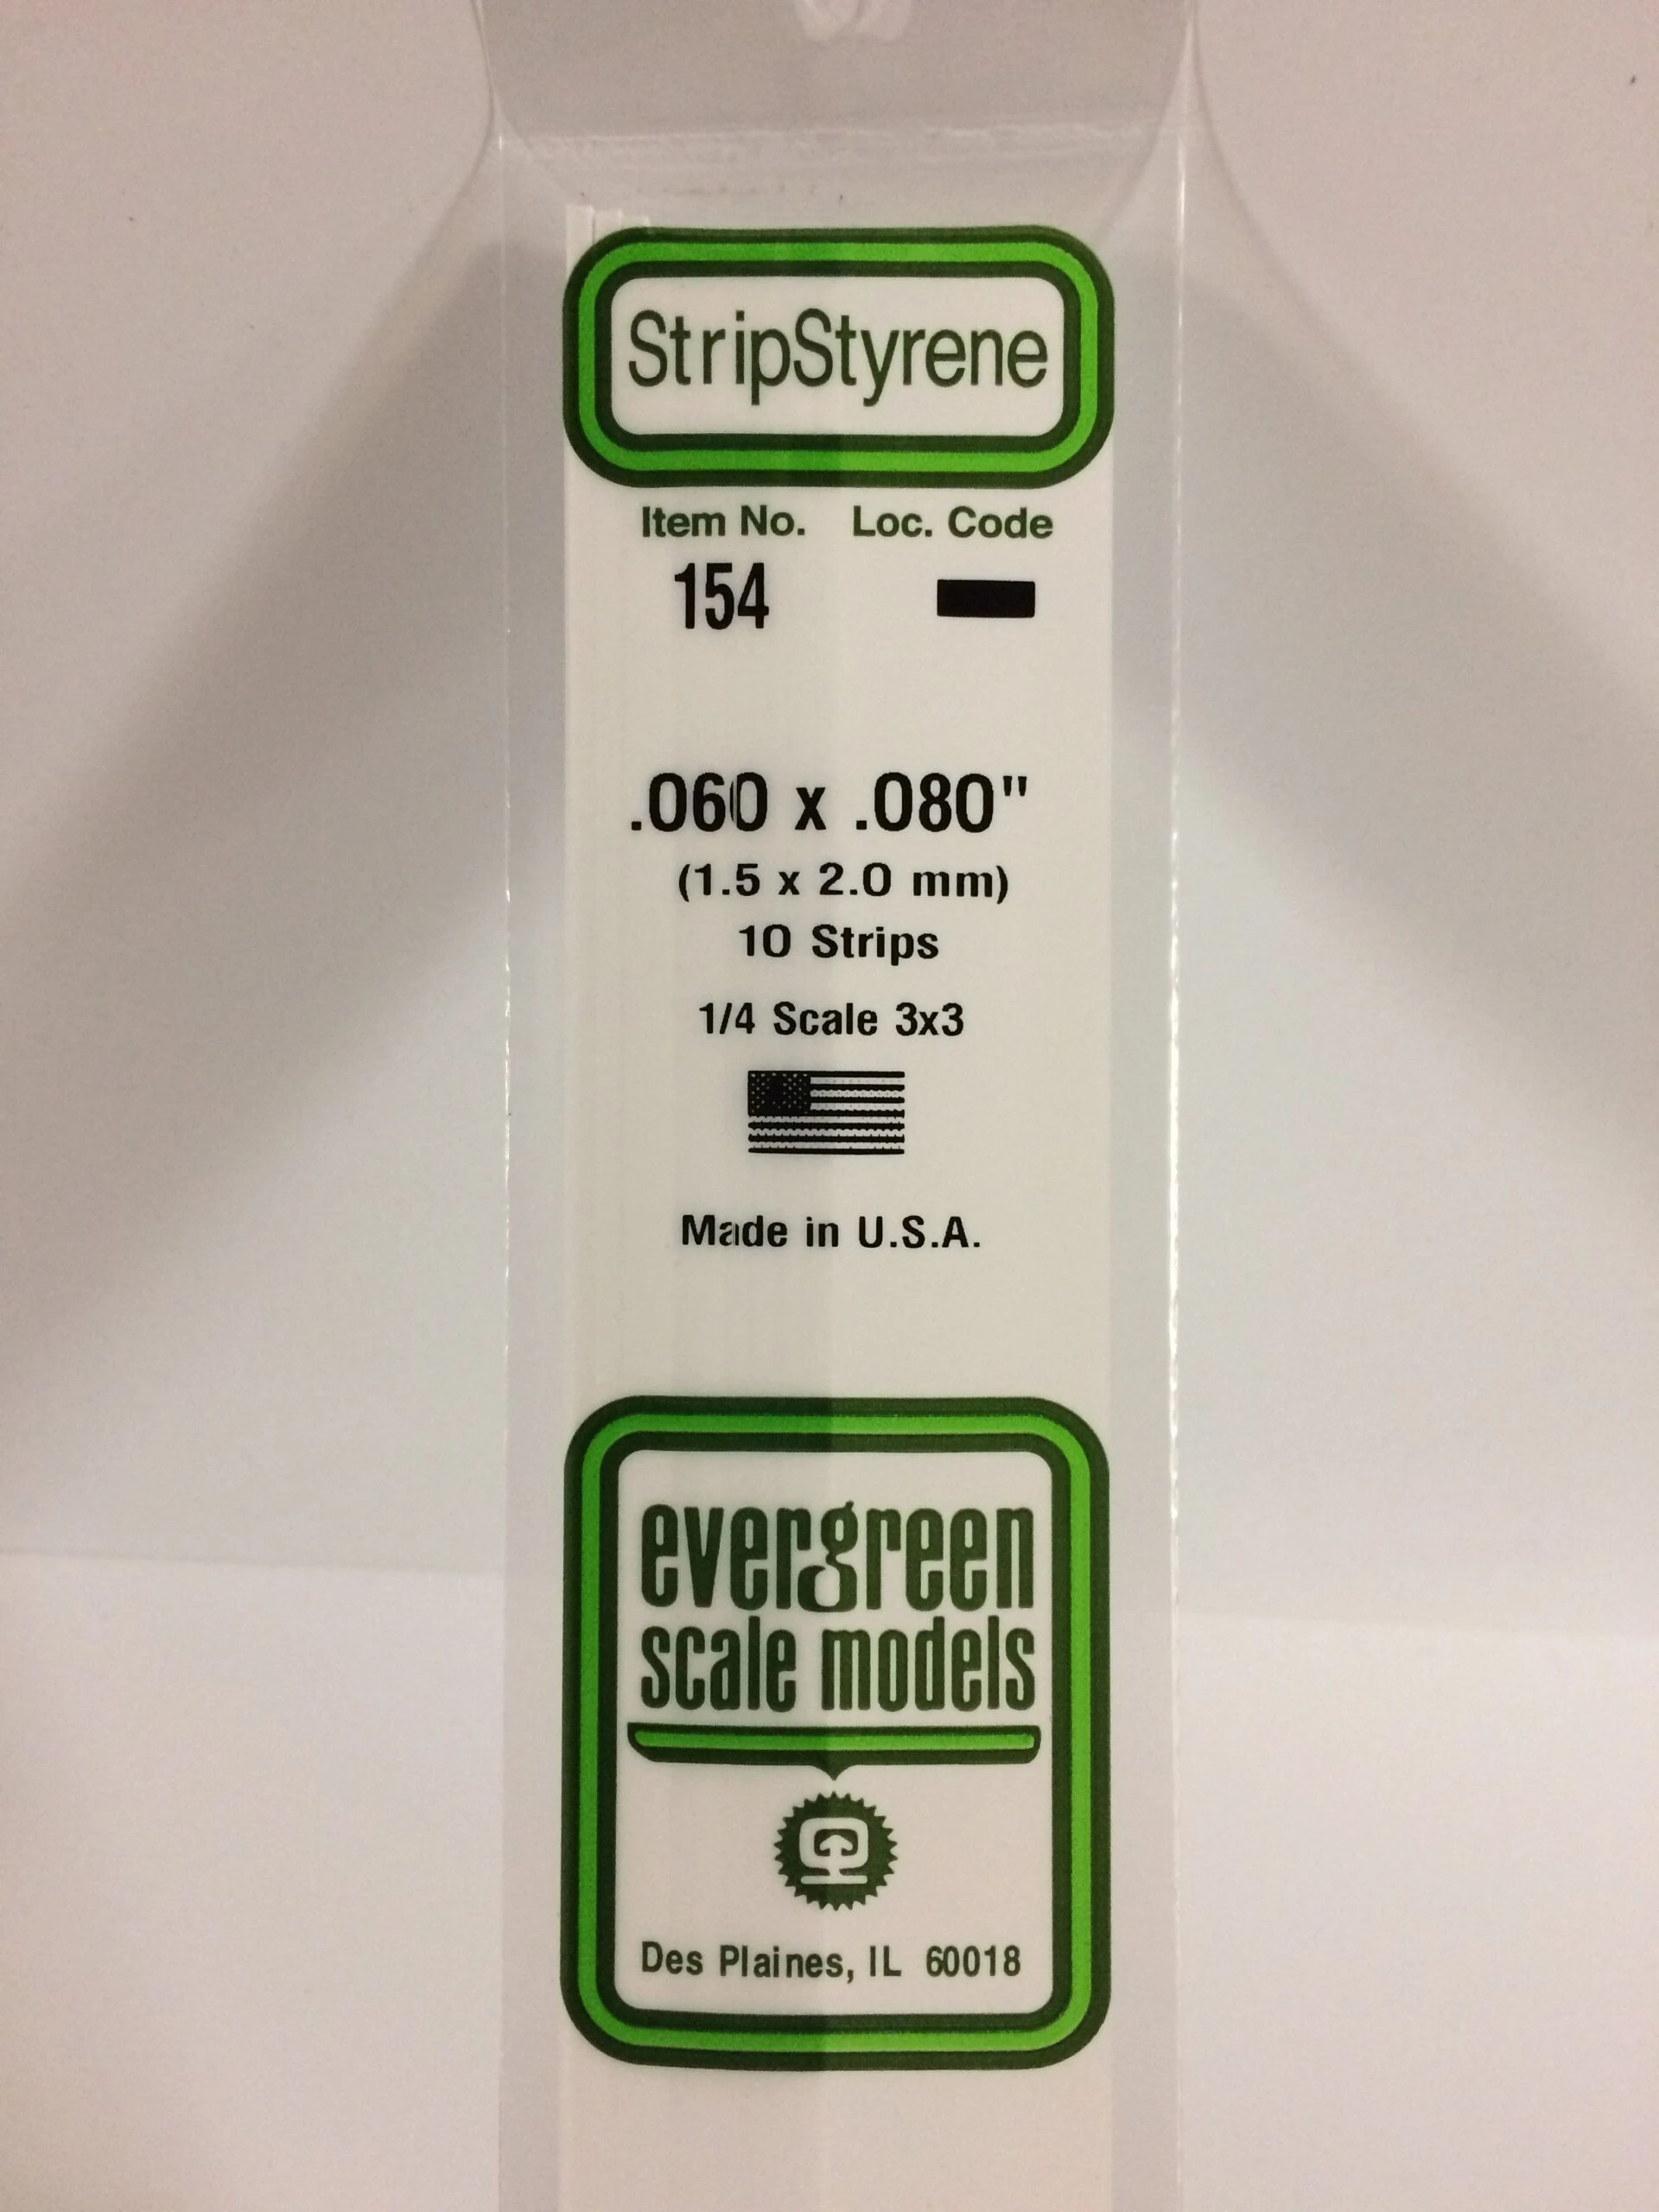 StripStyrene
Item No. Loc. Code
154
.060 x .080"
(1.5 x 2.0 mm)
10 Strips
1/4 Scale 3x3
Made in U.S.A.
evergreen
scale models
Des Plaines, IL 60018